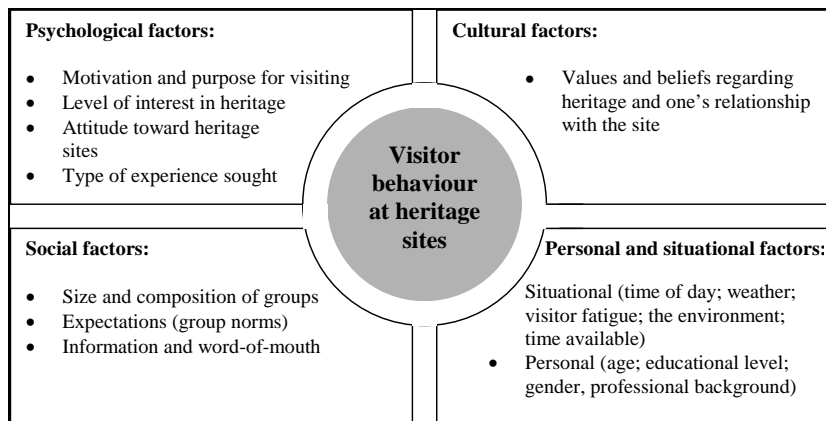 Psychological factors:
• Motivation and purpose for visiting
• Level of interest in heritage
• Attitude toward heritage
sites
• Type of experience sought
Cultural factors:
• Values and beliefs regarding
heritage and one's relationship
with the site
Visitor
behaviour
at heritage
sites
Social factors:
• Size and composition of groups
• Expectations (group norms)
• Information and word-of-mouth
Personal and situational factors:
Situational (time of day; weather;
visitor fatigue; the environment;
time available)
• Personal (age; educational level;
gender, professional background)